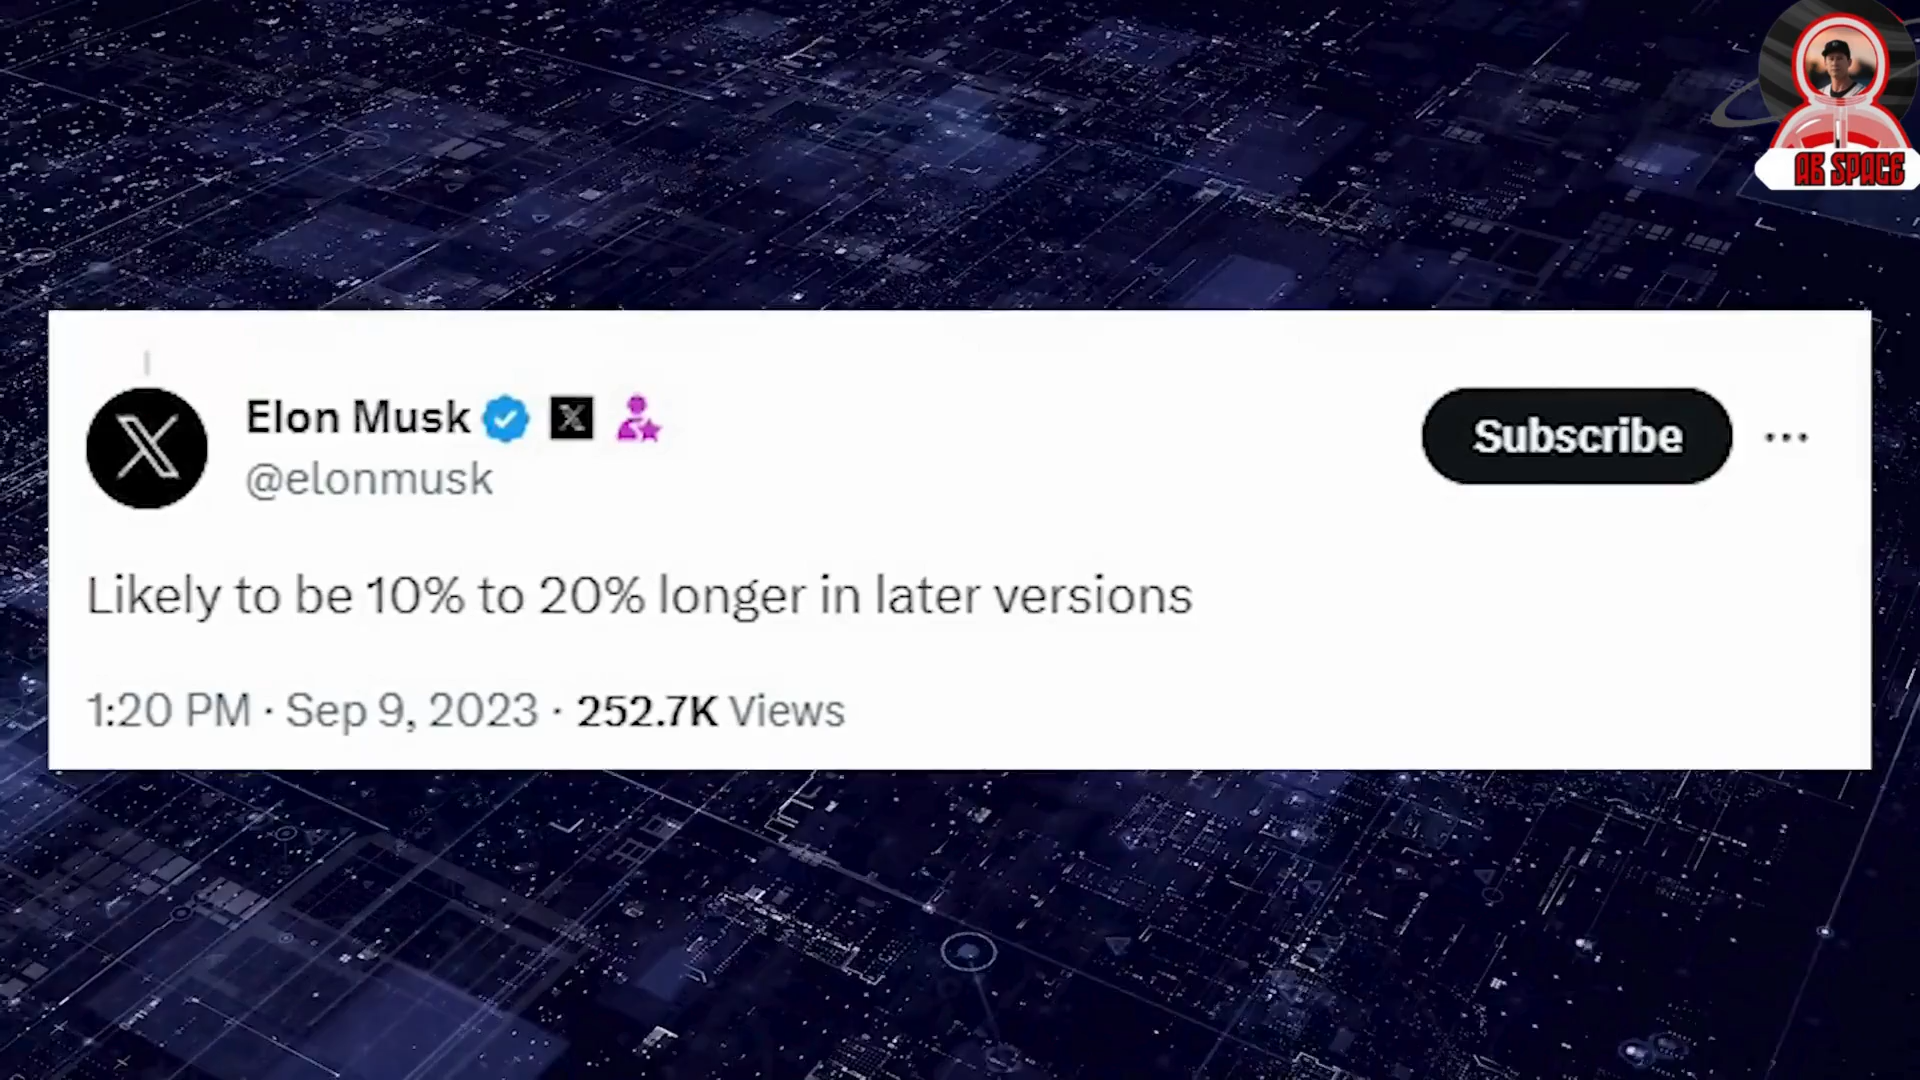 AB SPACE
Elon Musk
Subscribe
@elonmusk
Likely to be 10% to 20% longer in later versions
1:20 PM · Sep 9, 2023 · 252.7K Views